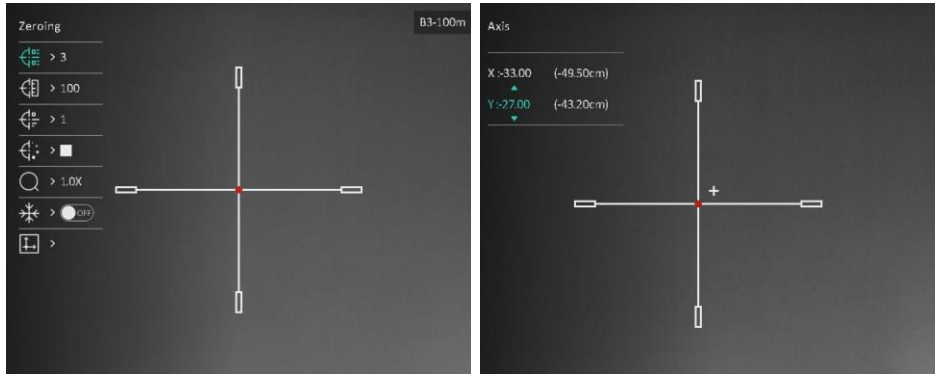 Zeroing
B3-100m
> 3
> 100
> 1
>
> 1.0X
> OFF
>
Axis
X :-33.00 (-49.50cm)
Y :-27.00 (-43.20cm)